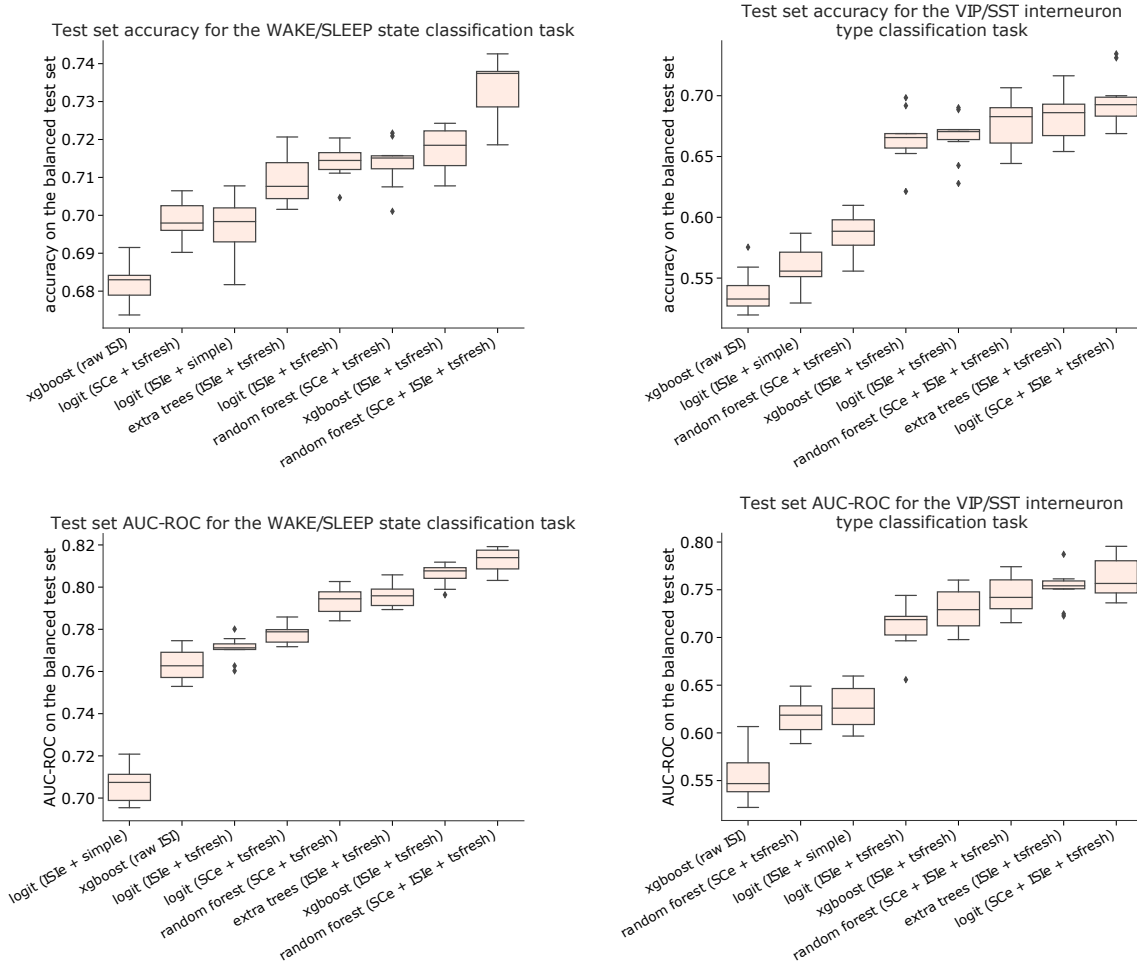 Test set accuracy for the WAKE/SLEEP state classification task
accuracy on the balanced test set
0.74
0.73
0.72
0.71
0.70
0.69
0.68
xgboost (raw ISI)
logit (SCe + tsfresh)
logit (ISIe + simple)
extra trees (ISIe + tsfresh)
logit (ISIe + tsfresh)
random forest (SCe + tsfresh)
xgboost (ISIe + tsfresh)
random forest (SCe + ISIe + tsfresh)
Test set accuracy for the VIP/SST interneuron
type classification task
accuracy on the balanced test set
0.70
0.65
0.60
0.55
xgboost (raw ISI)
logit (ISIe + simple)
random forest (SCe + tsfresh)
xgboost (ISIe + tsfresh)
logit (ISIe + tsfresh)
random forest (SCe + ISIe + tsfresh)
extra trees (ISIe + tsfresh)
logit (SCe + ISIe + tsfresh)
Test set AUC-ROC for the WAKE/SLEEP state classification task
AUC-ROC on the balanced test set
0.82
0.80
0.78
0.76
0.74
0.72
0.70
logit (ISIe + simple)
xgboost (raw ISI)
logit (ISIe + tsfresh)
logit (SCe + tsfresh)
random forest (SCe + tsfresh)
extra trees (ISIe + tsfresh)
xgboost (ISIe + tsfresh)
random forest (SCe + ISIe + tsfresh)
Test set AUC-ROC for the VIP/SST interneuron
type classification task
AUC-ROC on the balanced test set
0.80
0.75
0.70
0.65
0.60
0.55
xgboost (raw ISI)
random forest (SCe + tsfresh)
logit (ISIe + simple)
logit (ISIe + tsfresh)
xgboost (ISIe + tsfresh)
random forest (SCe + ISIe + tsfresh)
extra trees (ISIe + tsfresh)
logit (SCe + ISIe + tsfresh)